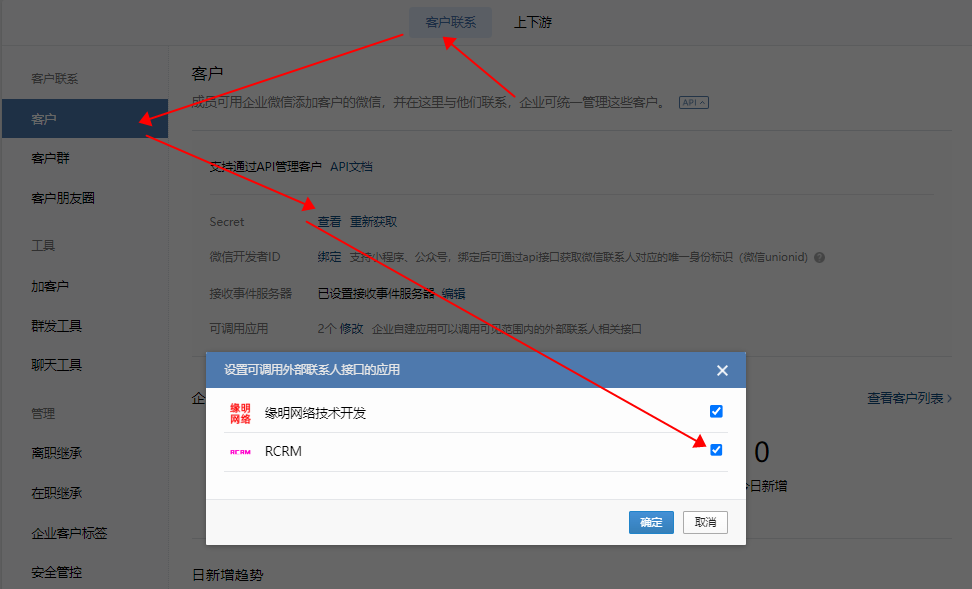 客户联系 上下游
客户联系
客户
客户群
客户朋友圈
工具
加客户
群发工具
聊天工具
管理
离职继承
在职继承
企业客户标签
安全管控
客户
成员可用企业微信添加客户的微信，并在这里与他们联系，企业可统一管理这些客户。 API
支持通过API管理客户 API文档
Secret 查看 重新获取
微信开发者ID 绑定 支持小程序、公众号，绑定后可通过api接口获取微信联系人对应的唯一身份标识（微信unionid） ?
接收事件服务器 已设置接收事件服务器 编辑
可调用应用 2个 修改 企业自建应用可以调用可见范围内的外部联系人相关接口
设置可调用外部联系人接口的应用
缘明
网络
缘明网络技术开发
RCRM RCRM
确定 取消
企
查看客户列表
0
今日新增
日新增趋势